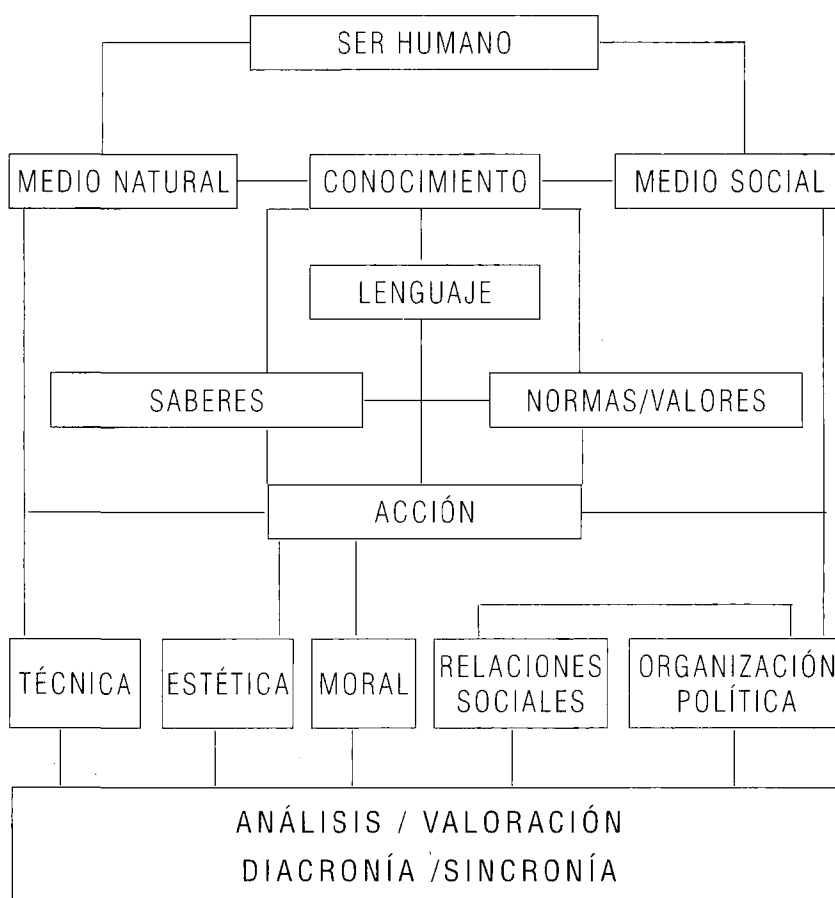 SER HUMANO
MEDIO NATURAL
CONOCIMIENTO
MEDIO SOCIAL
LENGUAJE
SABERES
NORMAS/VALORES
ACCIÓN
TÉCNICA
ESTÉTICA
MORAL
RELACIONES
SOCIALES
ORGANIZACIÓN
POLÍTICA
ANÁLISIS / VALORACIÓN
DIACRONÍA /SINCRONÍA